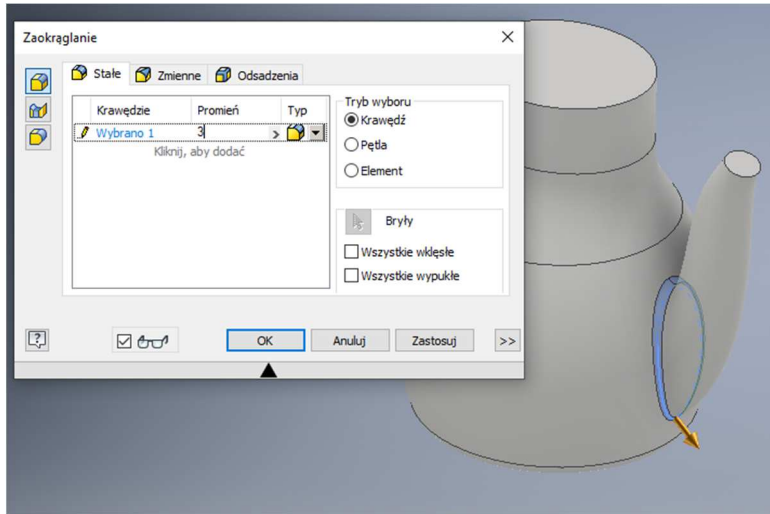 Zaokrąglanie
Stałe Zmienne Odsadzenia
Krawędzie Promień Typ
Wybrano 1 3
Kliknij, aby dodać
Tryb wyboru
Krawędź
Pętla
Element
Bryły
Wszystkie wklęsłe
Wszystkie wypukłe
OK Anuluj Zastosuj >>